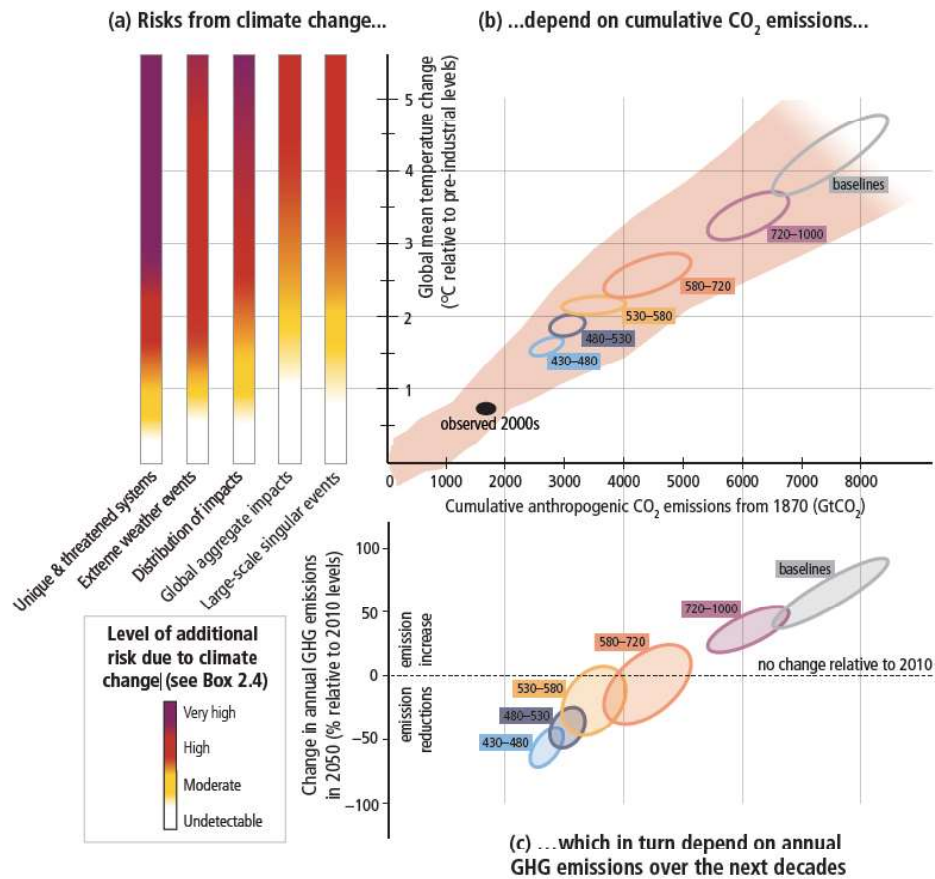 (a) Risks from climate change...
(b) ...depend on cumulative CO₂ emissions...
Global mean temperature change
(°C relative to pre-industrial levels)
5
4
3
2
1
baselines
720–1000
580–720
530–580
480–530
430–480
observed 2000s
0 1000 2000 3000 4000 5000 6000 7000 8000
Cumulative anthropogenic CO₂ emissions from 1870 (GtCO₂)
Unique & threatened systems
Extreme weather events
Distribution of impacts
Global aggregate impacts
Large-scale singular events
Level of additional
risk due to climate
change (see Box 2.4)
Very high
High
Moderate
Undetectable
Change in annual GHG emissions
in 2050 (% relative to 2010 levels)
100
50
0
−50
−100
emission
increase
emission
reductions
baselines
720–1000
580–720
no change relative to 2010
530–580
480–530
430–480
(c) ...which in turn depend on annual
GHG emissions over the next decades